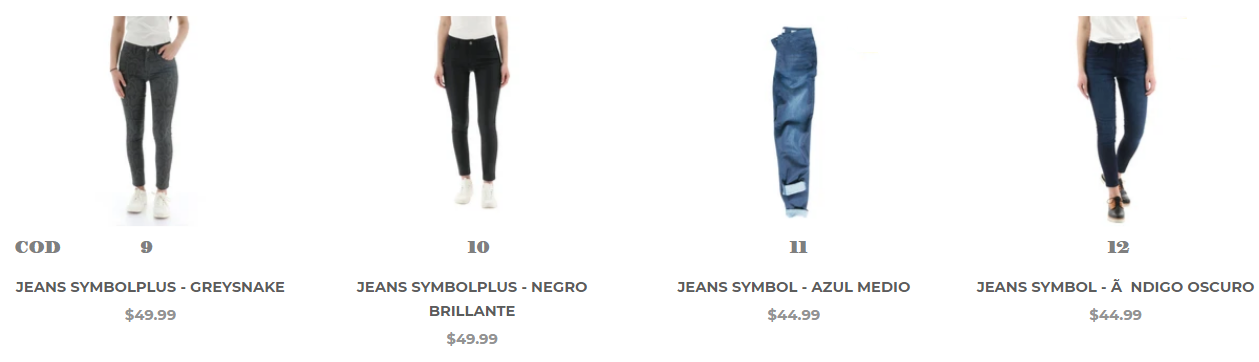 COD 9 10 11 12
JEANS SYMBOLPLUS - GREYSNAKE
$49.99
JEANS SYMBOLPLUS - NEGRO
BRILLANTE
$49.99
JEANS SYMBOL - AZUL MEDIO
$44.99
JEANS SYMBOL - Ã NDIGO OSCURO
$44.99